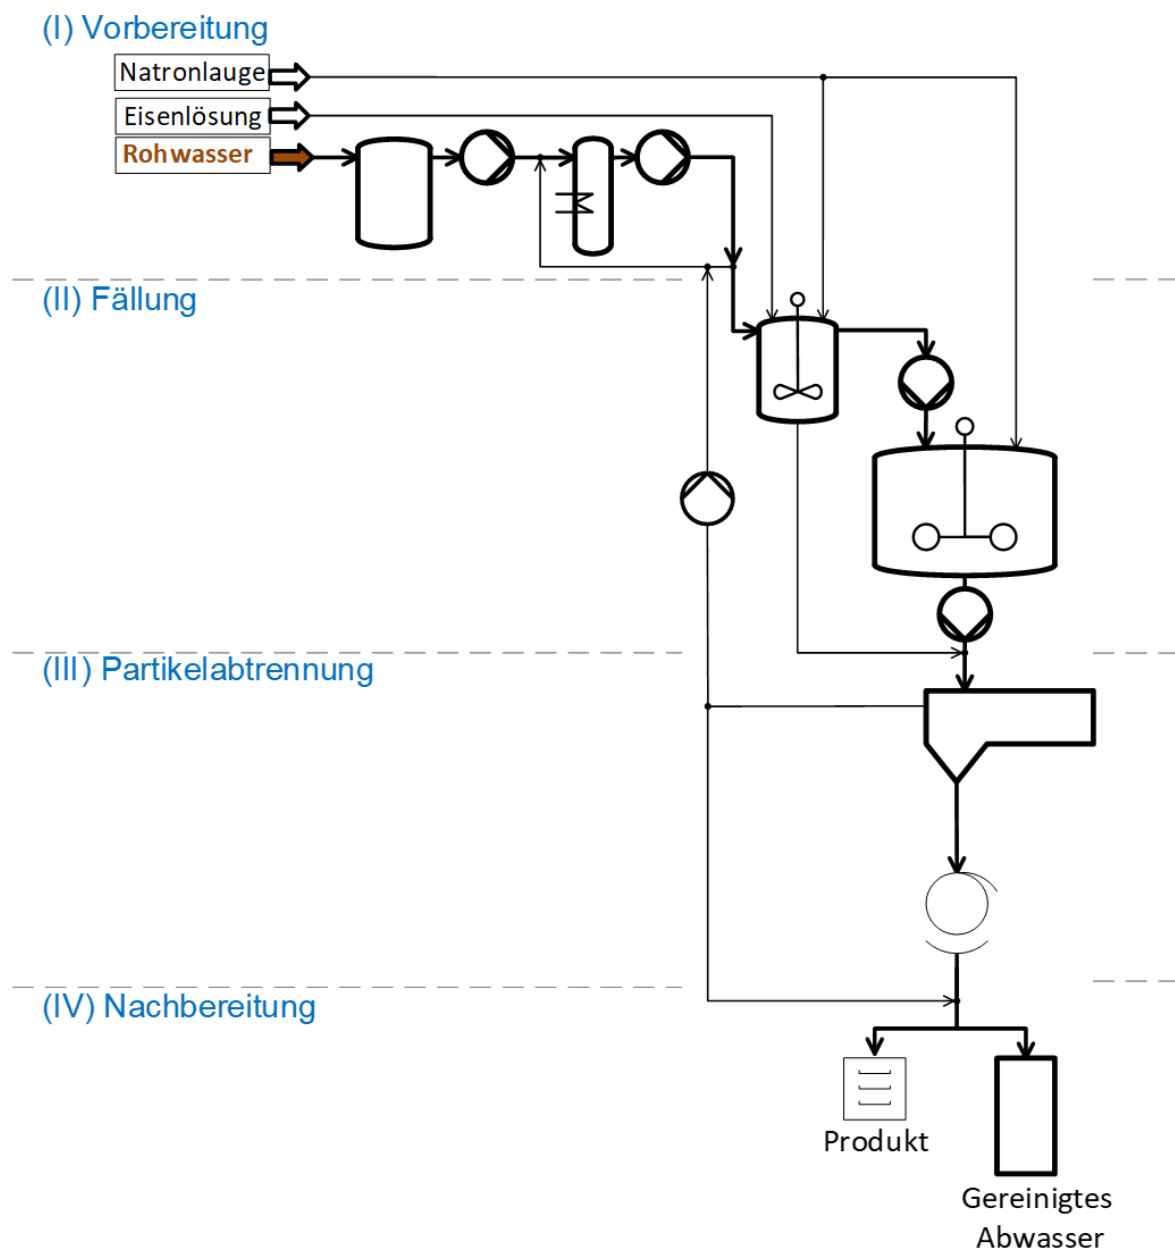 (I) Vorbereitung
Natronlauge
Eisenlösung
Rohwasser
(II) Fällung
(III) Partikelabtrennung
(IV) Nachbereitung
Produkt
Gereinigtes
Abwasser